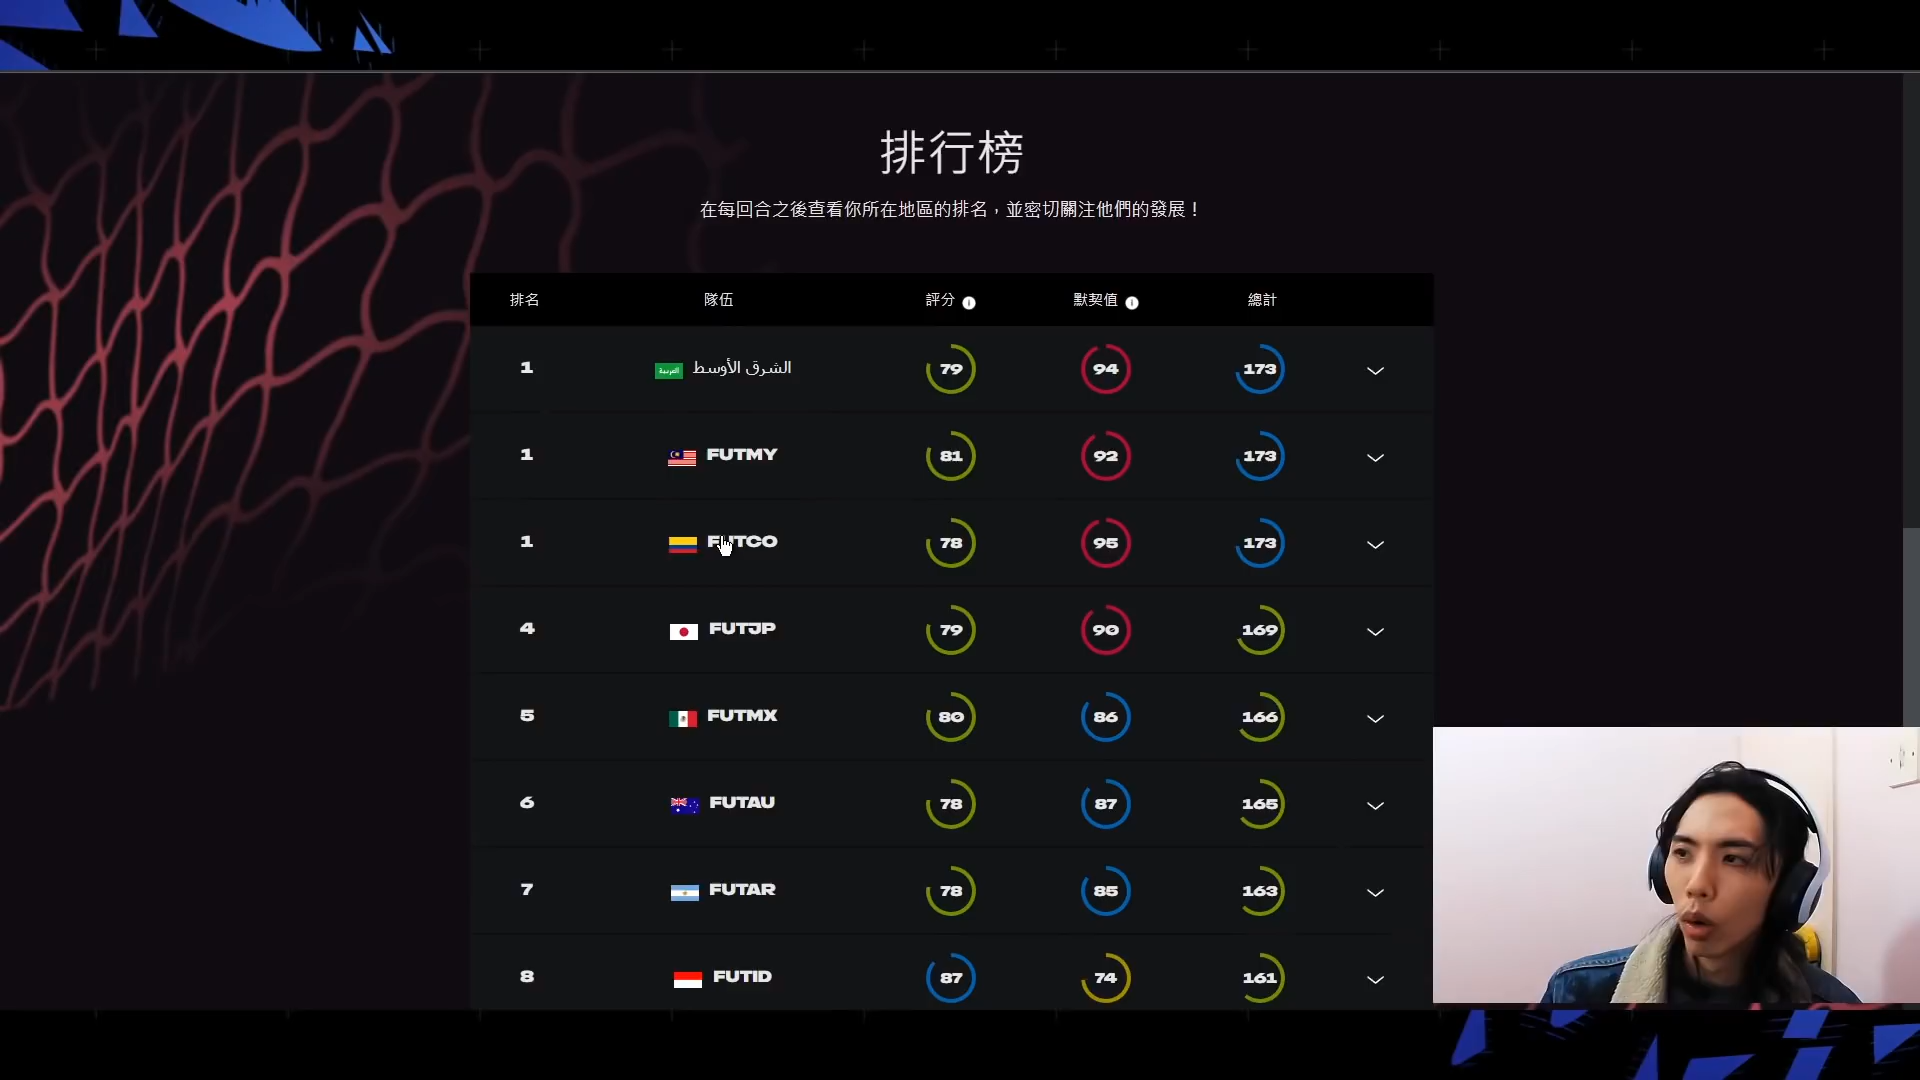 排行榜
在每回合之後查看你所在地區的排名，並密切關注他們的發展！
排名 隊伍 評分 默契值 總計
1 الشرق الأوسط 79 94 173
1 FUTMY 81 92 173
1 FUTCO 78 95 173
4 FUTJP 79 90 169
5 FUTMX 80 86 166
6 FUTAU 78 87 165
7 FUTAR 78 85 163
8 FUTID 87 74 161